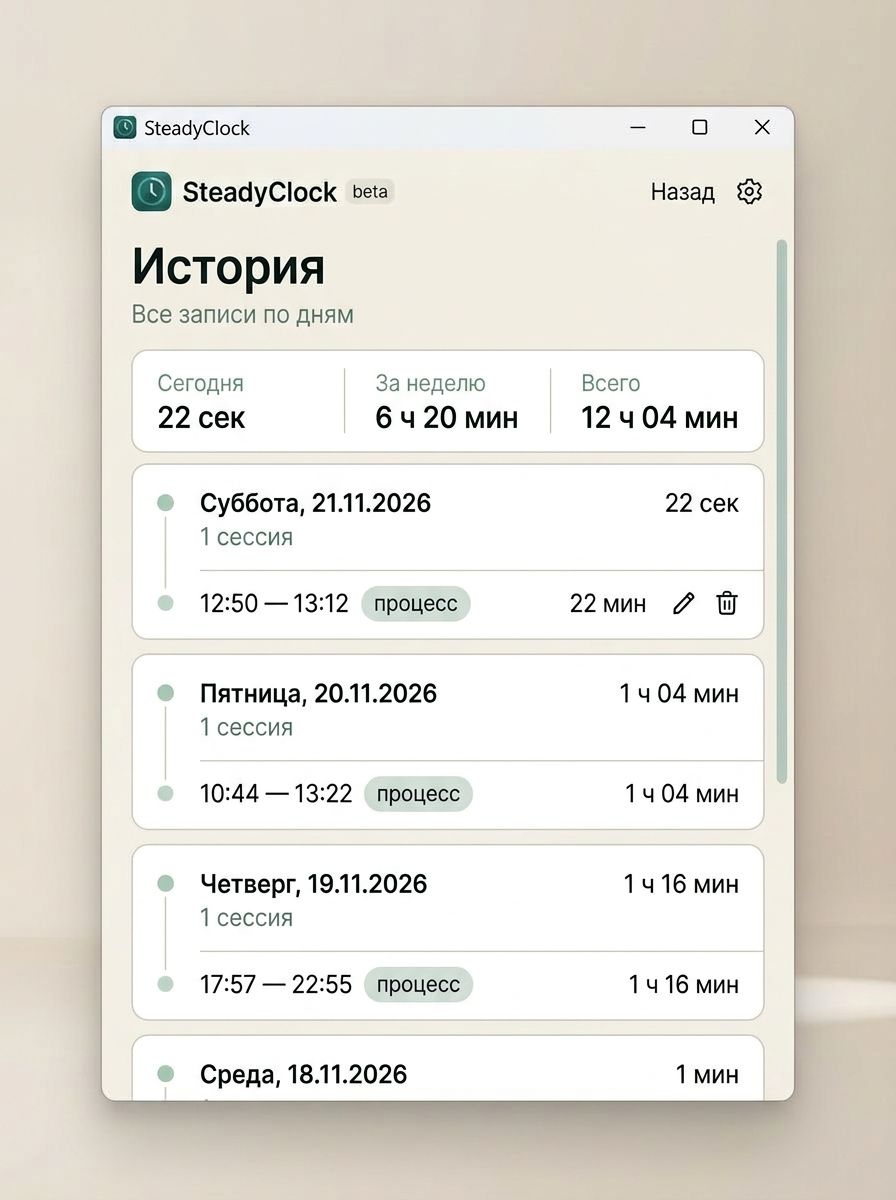 SteadyClock
SteadyClock beta
Назад
История
Все записи по дням
Сегодня За неделю Всего
22 сек 6 ч 20 мин 12 ч 04 мин
Суббота, 21.11.2026 22 сек
1 сессия
12:50 — 13:12 процесс 22 мин
Пятница, 20.11.2026 1 ч 04 мин
1 сессия
10:44 — 13:22 процесс 1 ч 04 мин
Четверг, 19.11.2026 1 ч 16 мин
1 сессия
17:57 — 22:55 процесс 1 ч 16 мин
Среда, 18.11.2026 1 мин